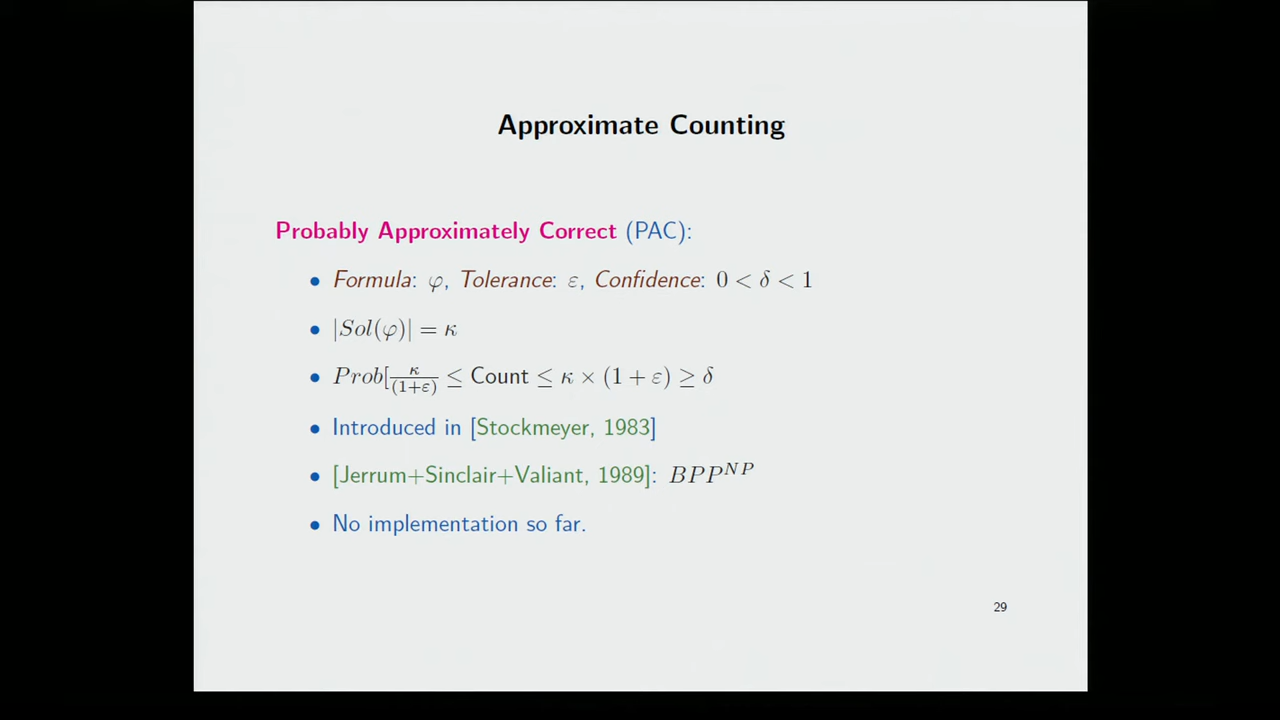 Approximate Counting
Probably Approximately Correct (PAC):
• Formula: φ, Tolerance: ε, Confidence: 0 < δ < 1
• |Sol(φ)| = κ
• Prob[κ/(1+ε) ≤ Count ≤ κ × (1 + ε) ≥ δ
• Introduced in [Stockmeyer, 1983]
• [Jerrum+Sinclair+Valiant, 1989]: BPP^NP
• No implementation so far.
29